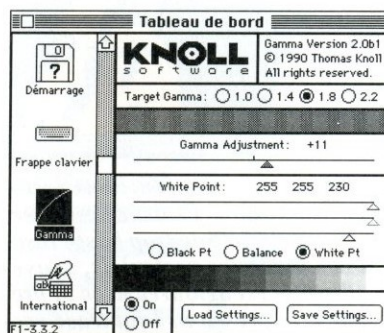 Tableau de bord
?
Démarrage
Frappe clavier
Gamma
International
F1-3.3.2
KNOLL
software
Gamma Version 2.0b1
© 1990 Thomas Knoll
All rights reserved.
Target Gamma: 1.0 1.4 1.8 2.2
Gamma Adjustment: +11
White Point: 255 255 230
Black Pt Balance White Pt
On
Off
Load Settings...
Save Settings...